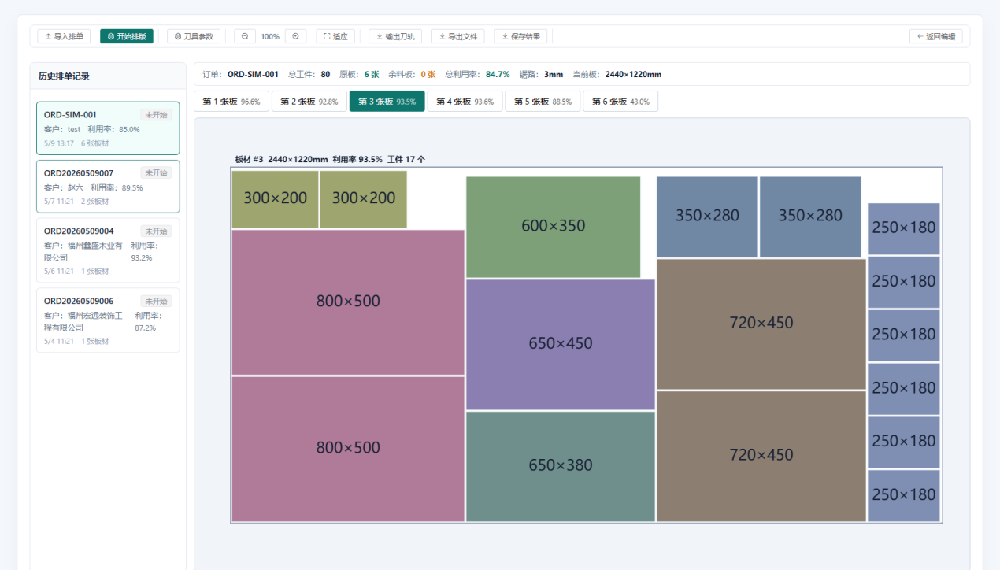 导入排单 开始排版 刀具参数 100% 适应 输出刀轨 导出文件 保存结果 返回编辑
历史排单记录
ORD-SIM-001 未开始
客户：test 利用率：85.0%
5/9 13:17 6 张板材
ORD20260509007 未开始
客户：赵六 利用率：89.5%
5/7 11:21 2 张板材
ORD20260509004 未开始
客户：福州鑫盛木业有限公司 利用率：93.2%
5/6 11:21 1 张板材
ORD20260509006 未开始
客户：福州宏远装饰工程有限公司 利用率：87.2%
5/4 11:21 1 张板材
订单：ORD-SIM-001 总工件：80 原板：6 张 余料板：0 张 总利用率：84.7% 锯路：3mm 当前板：2440×1220mm
第 1 张板 96.6% 第 2 张板 92.8% 第 3 张板 93.5% 第 4 张板 93.6% 第 5 张板 88.5% 第 6 张板 43.0%
板材 #3 2440×1220mm 利用率 93.5% 工件 17 个
300×200
300×200
800×500
800×500
600×350
650×450
650×380
350×280
350×280
720×450
720×450
250×180
250×180
250×180
250×180
250×180
250×180